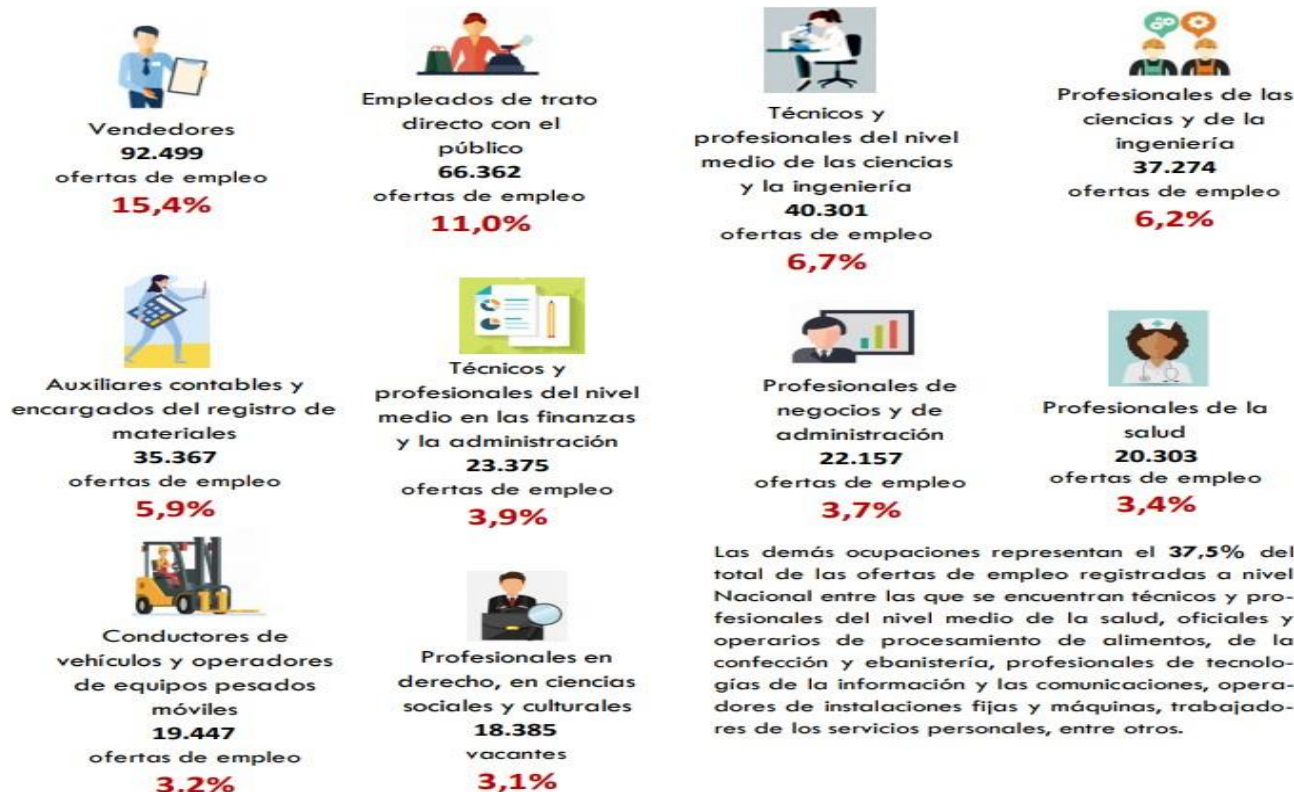 Vendedores
92.499
ofertas de empleo
15,4%
Empleados de trato
directo con el
público
66.362
ofertas de empleo
11,0%
Técnicos y
profesionales del nivel
medio de las ciencias
y la ingeniería
40.301
ofertas de empleo
6,7%
Profesionales de las
ciencias y de la
ingeniería
37.274
ofertas de empleo
6,2%
Auxiliares contables y
encargados del registro de
materiales
35.367
ofertas de empleo
5,9%
Técnicos y
profesionales del nivel
medio en las finanzas
y la administración
23.375
ofertas de empleo
3,9%
Profesionales de
negocios y de
administración
22.157
ofertas de empleo
3,7%
Profesionales de la
salud
20.303
ofertas de empleo
3,4%
Conductores de
vehículos y operadores
de equipos pesados
móviles
19.447
ofertas de empleo
3,2%
Profesionales en
derecho, en ciencias
sociales y culturales
18.385
vacantes
3,1%
Las demás ocupaciones representan el 37,5% del
total de las ofertas de empleo registradas a nivel
Nacional entre las que se encuentran técnicos y pro-
fesionales del nivel medio de la salud, oficiales y
operarios de procesamiento de alimentos, de la
confección y ebanistería, profesionales de tecnolo-
gías de la información y las comunicaciones, opera-
dores de instalaciones fijas y máquinas, trabajado-
res de los servicios personales, entre otros.